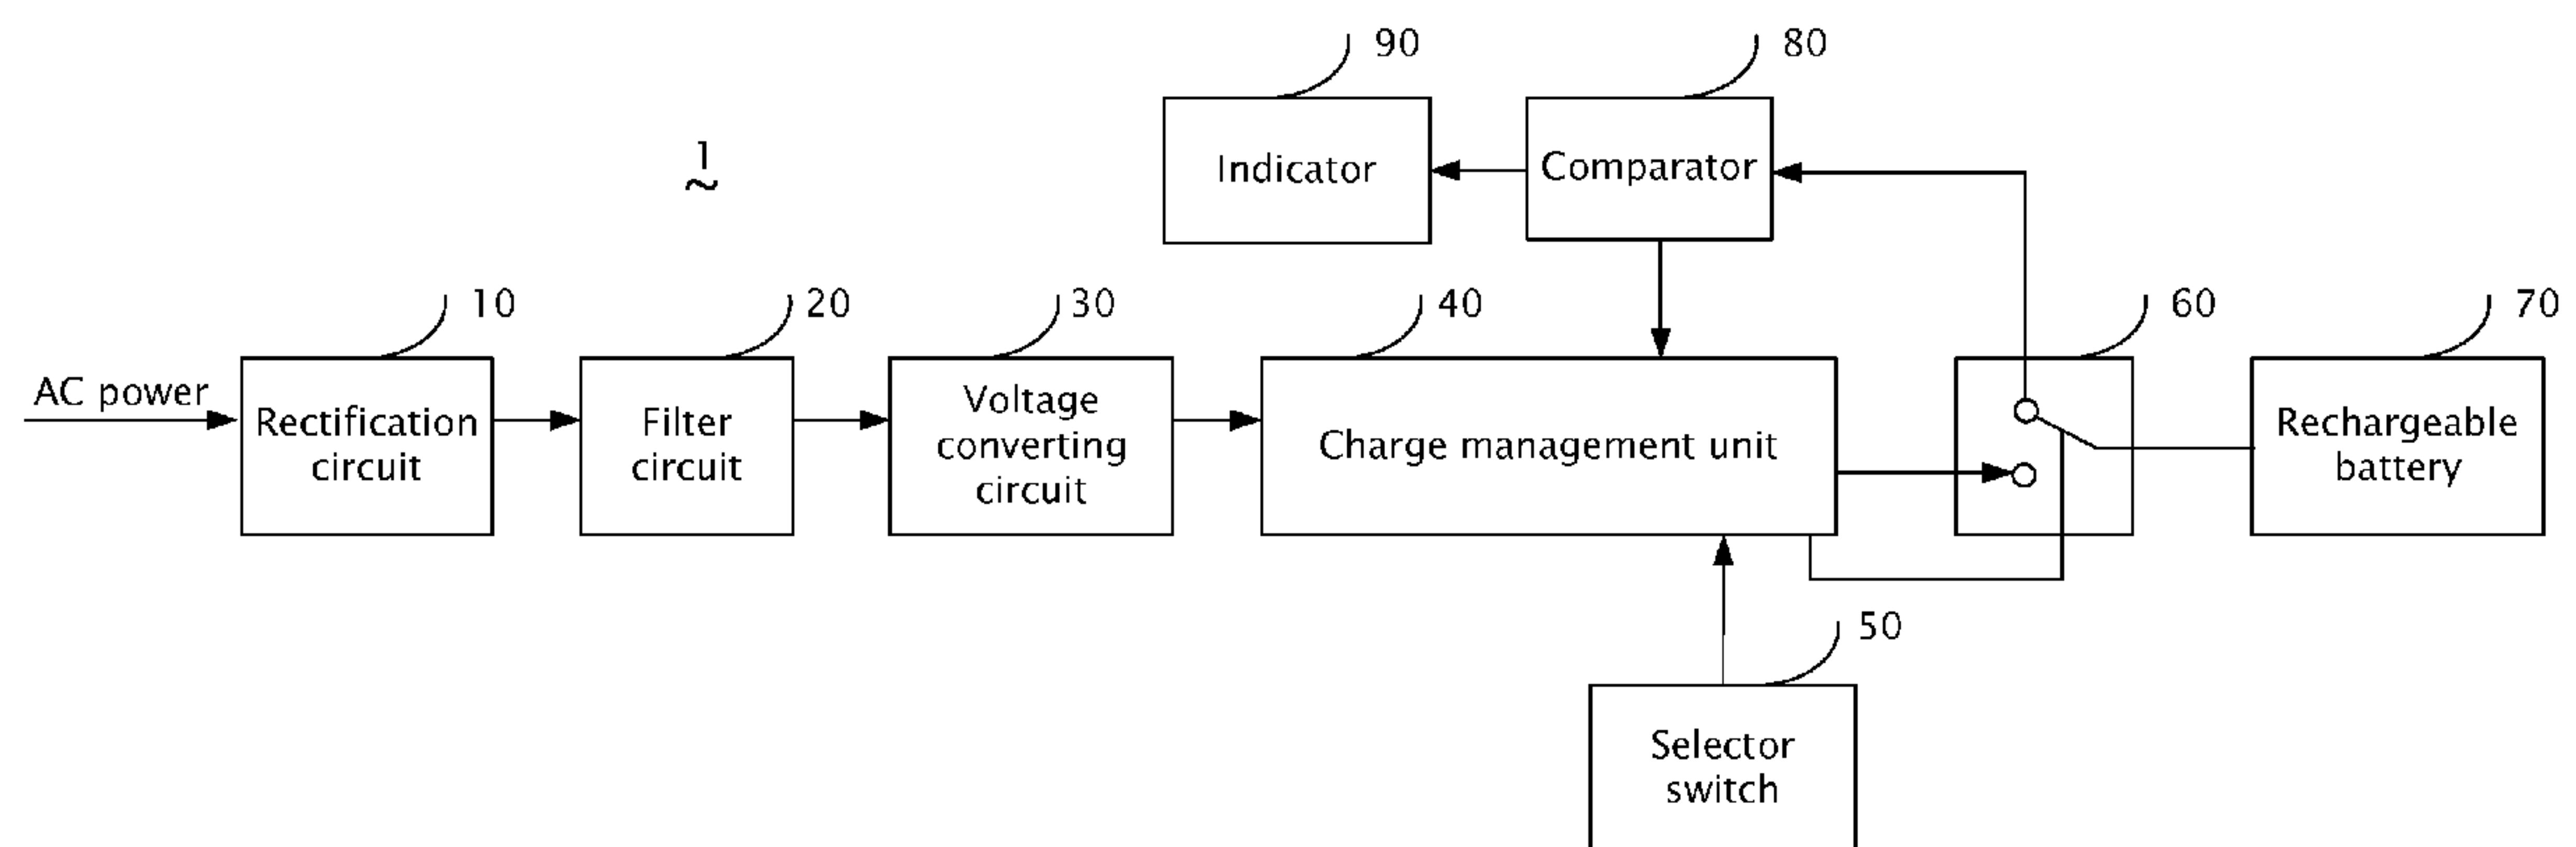 90
80
1
Indicator
Comparator
10
20
30
40
60
70
AC power
Rectification
circuit
Filter
circuit
Voltage
converting
circuit
Charge management unit
Rechargeable
battery
50
Selector
switch